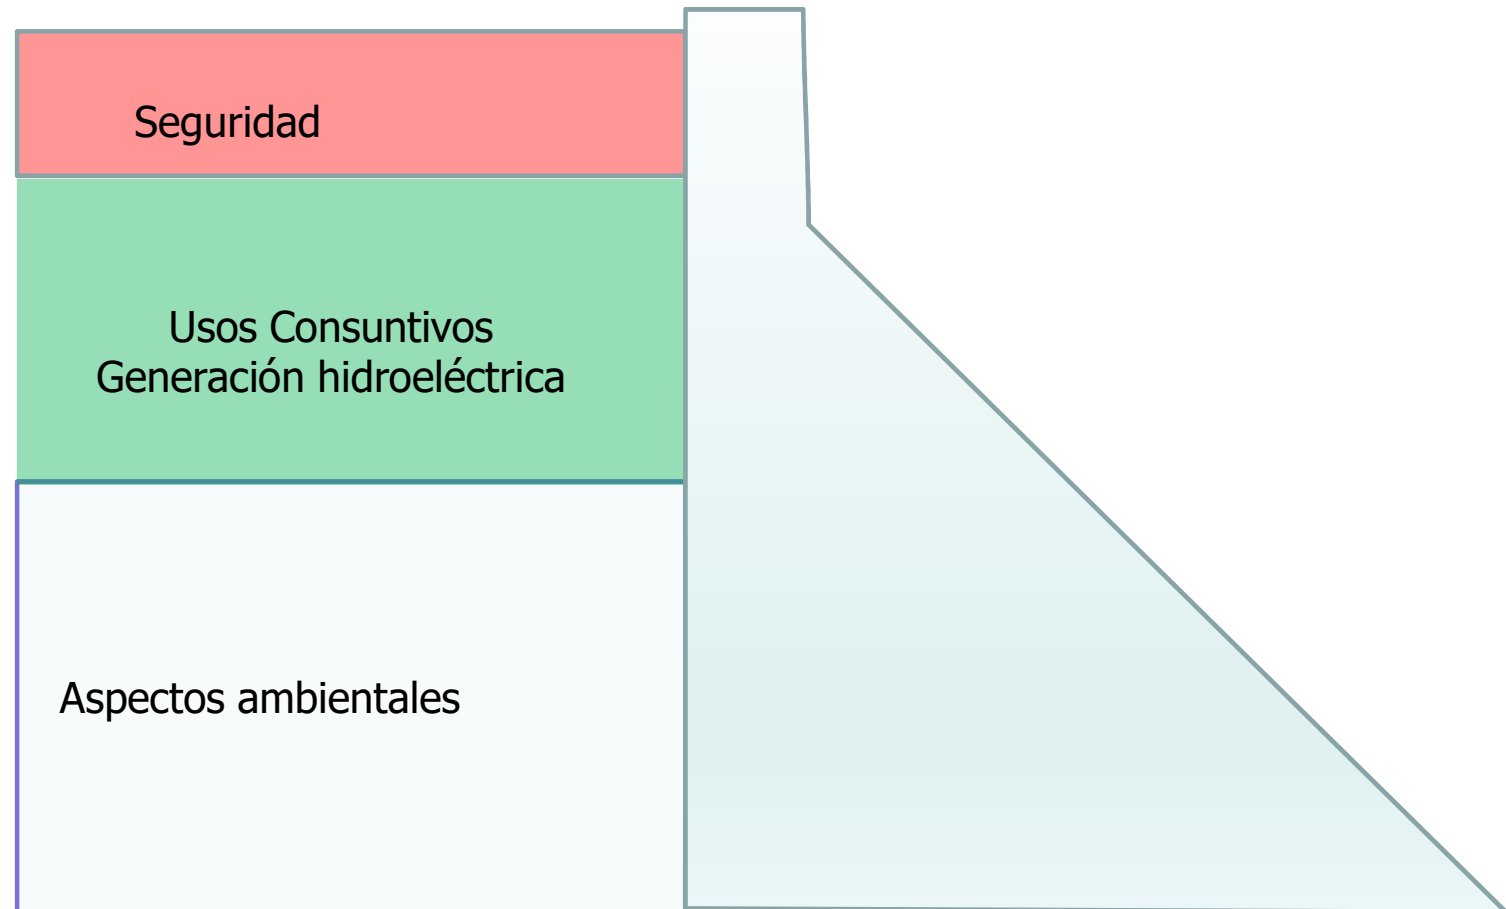 Seguridad
Usos Consuntivos
Generación hidroeléctrica
Aspectos ambientales